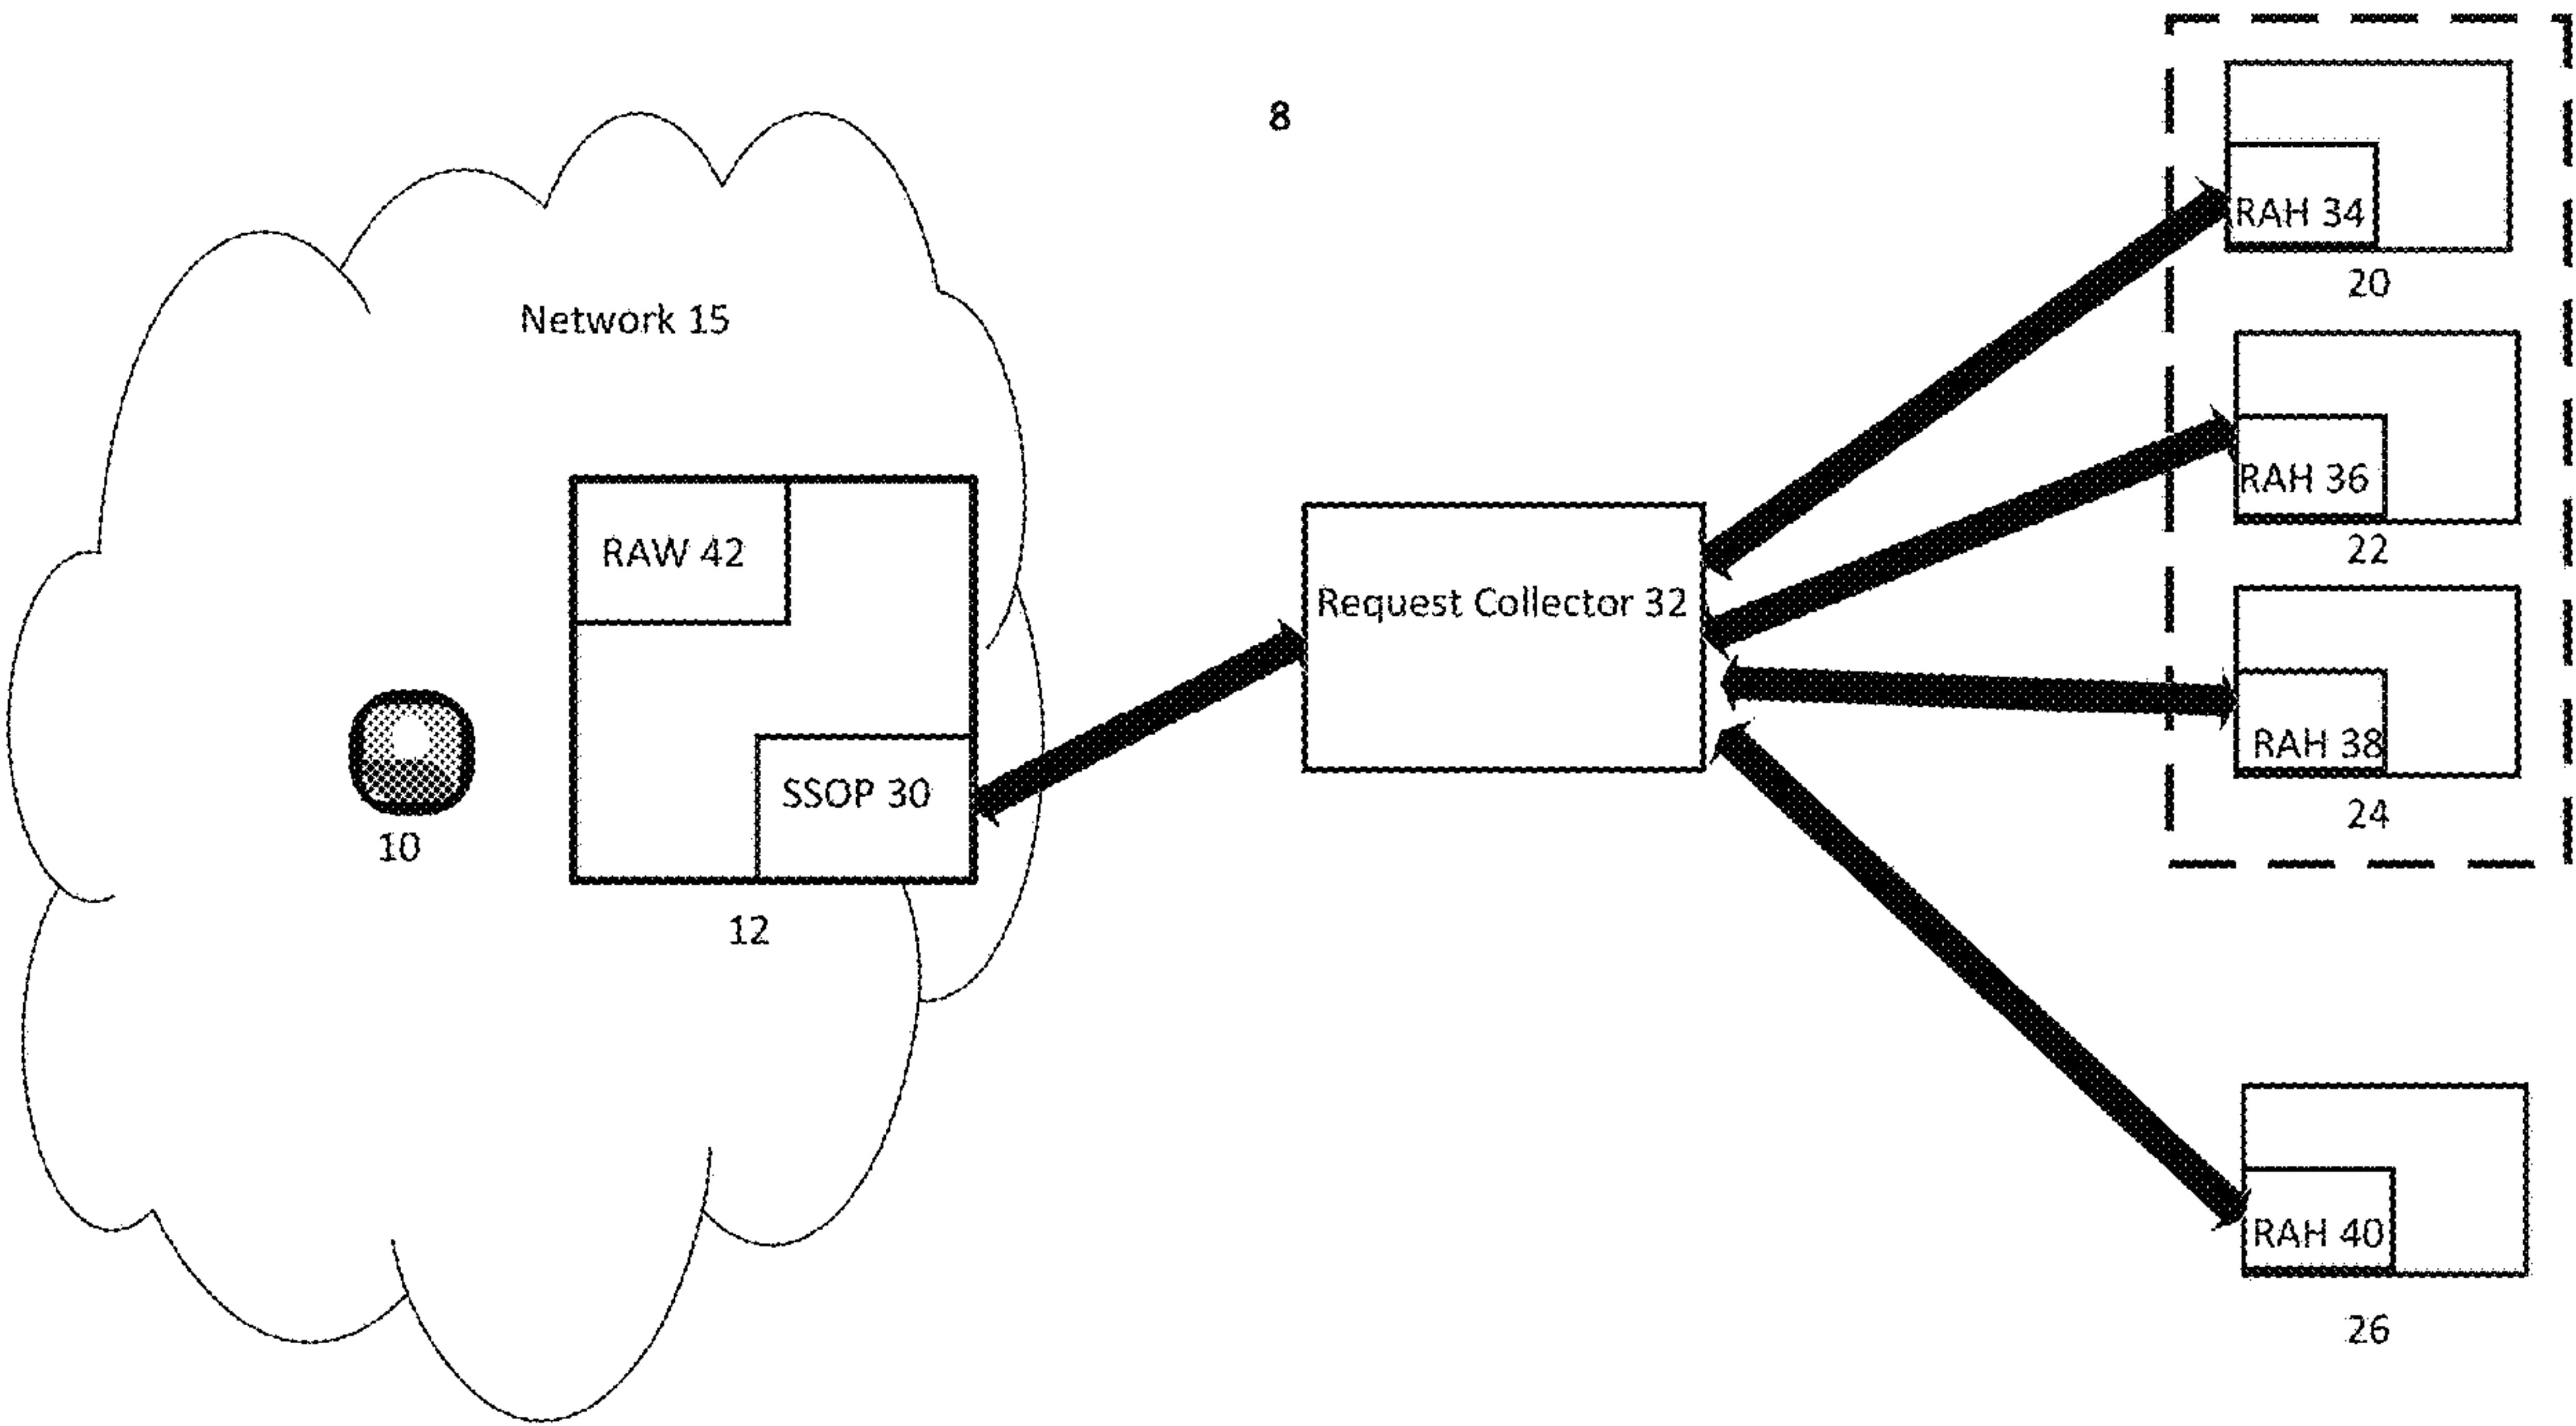 8
Network 15
RAW 42
SSOP 30
10
12
Request Collector 32
RAH 34
20
RAH 36
22
RAH 38
24
RAH 40
26